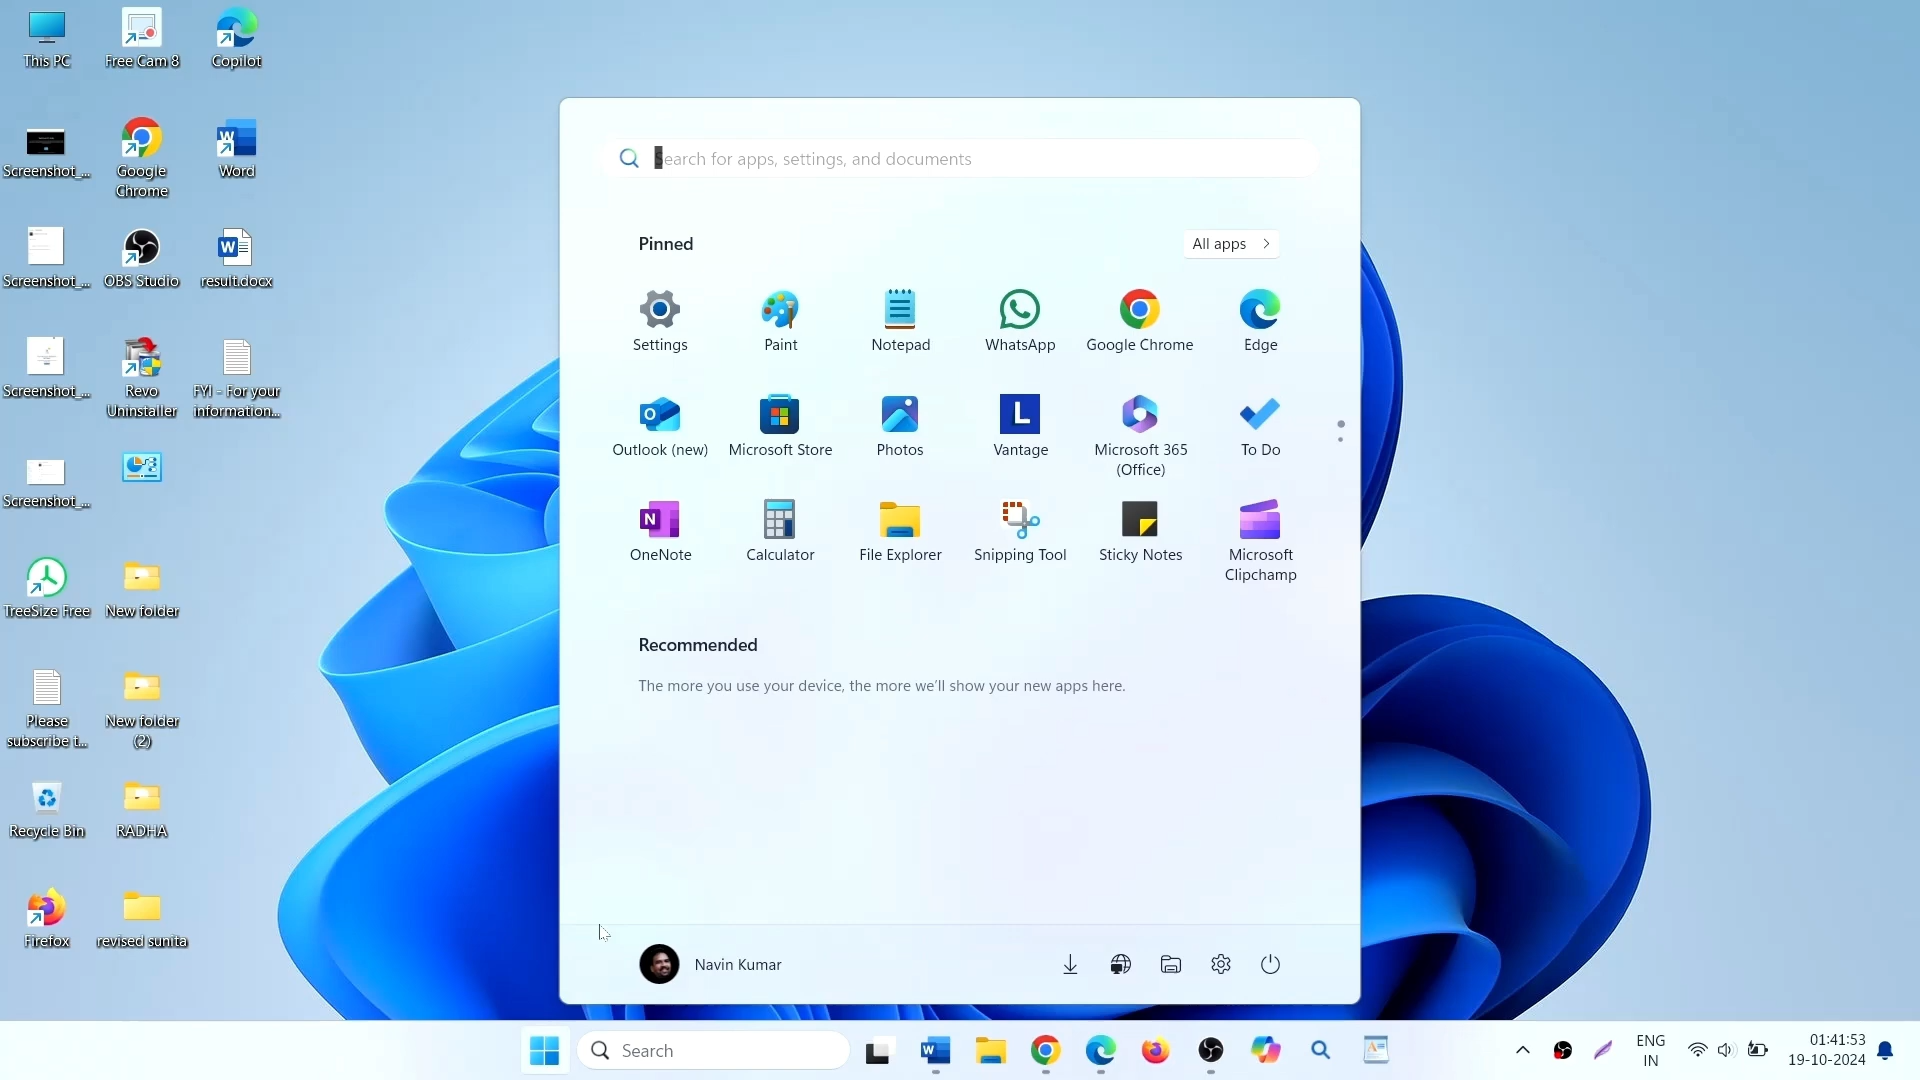 This PC
Free Cam 8
Copilot
Screenshot_...
Google
Chrome
Word
Screenshot_...
OBS Studio
result.docx
Screenshot_...
Revo
Uninstaller
FYI - For your
information...
Screenshot_...
TreeSize Free
New folder
Please
subscribe t...
New folder
(2)
Recycle Bin
RADHA
Firefox
revised sunita
Search for apps, settings, and documents
Pinned
All apps
Settings
Paint
Notepad
WhatsApp
Google Chrome
Edge
Outlook (new)
Microsoft Store
Photos
Vantage
Microsoft 365
(Office)
To Do
OneNote
Calculator
File Explorer
Snipping Tool
Sticky Notes
Microsoft
Clipchamp
Recommended
The more you use your device, the more we'll show your new apps here.
Navin Kumar
Search
ENG
IN
01:41:53
19-10-2024